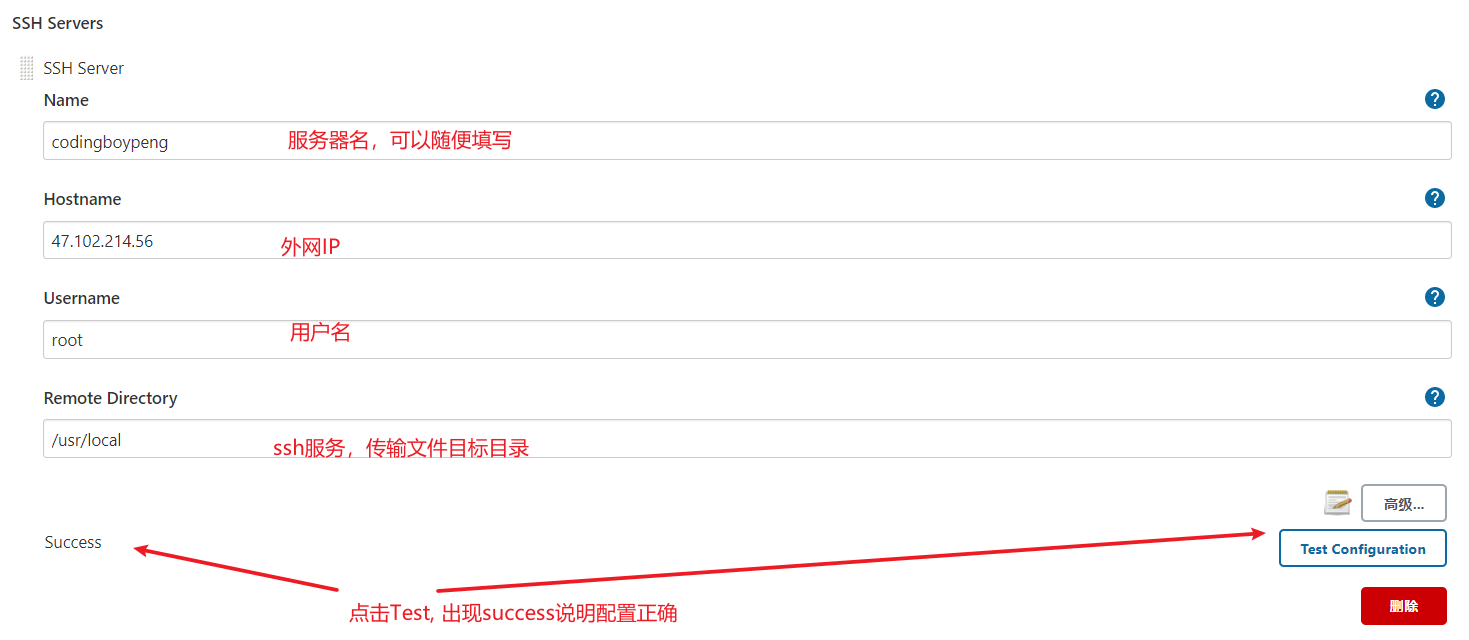 SSH Servers
SSH Server
Name
codingboypeng 服务器名，可以随便填写
Hostname
47.102.214.56 外网IP
Username
root 用户名
Remote Directory
/usr/local ssh服务，传输文件目标目录
高级...
Success
Test Configuration
点击Test, 出现success说明配置正确
删除